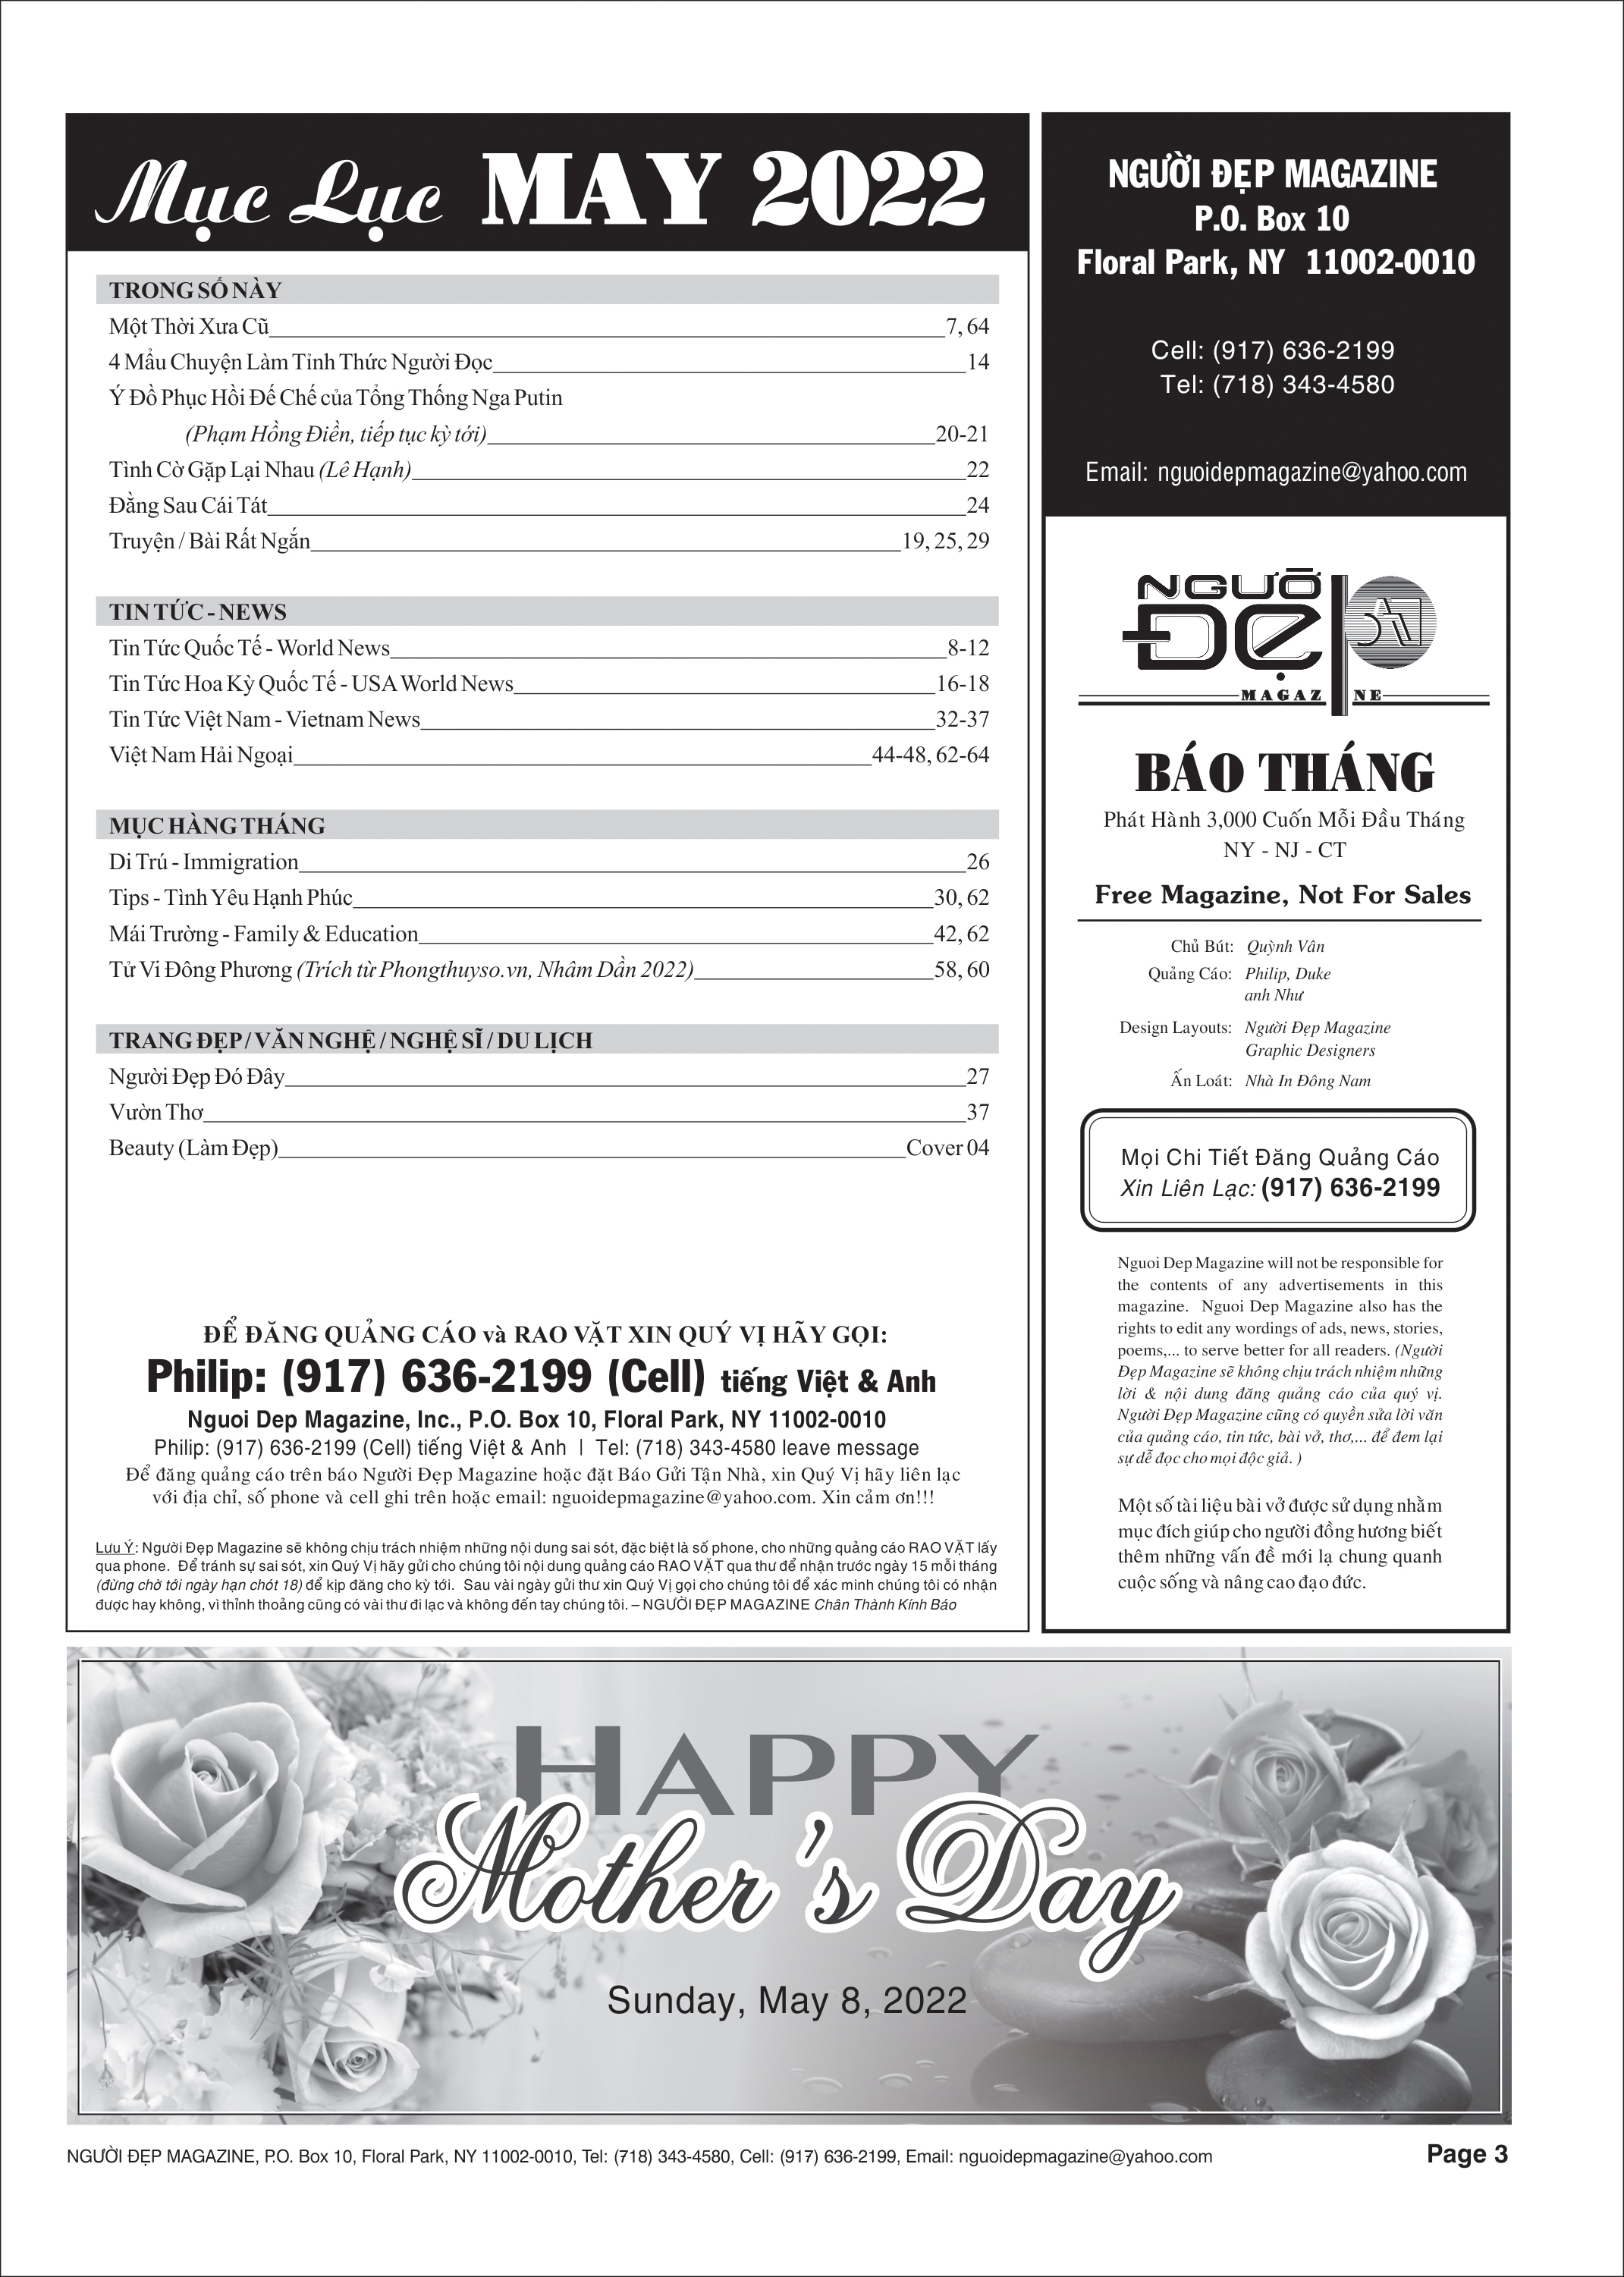 Mục Lục MAY 2022
TRONG SỐ NÀY
Một Thời Xưa Cũ 7, 64
4 Mẩu Chuyện Làm Tỉnh Thức Người Đọc 14
Ý Đồ Phục Hồi Đế Chế của Tổng Thống Nga Putin
(Phạm Hồng Điền, tiếp tục kỳ tới) 20-21
Tình Cờ Gặp Lại Nhau (Lê Hạnh) 22
Đằng Sau Cái Tát 24
Truyện / Bài Rất Ngắn 19, 25, 29
TIN TỨC - NEWS
Tin Tức Quốc Tế - World News 8-12
Tin Tức Hoa Kỳ Quốc Tế - USA World News 16-18
Tin Tức Việt Nam - Vietnam News 32-37
Việt Nam Hải Ngoại 44-48, 62-64
MỤC HÀNG THÁNG
Di Trú - Immigration 26
Tips - Tình Yêu Hạnh Phúc 30, 62
Mái Trường - Family & Education 42, 62
Tử Vi Đông Phương (Trích từ Phongthuyso.vn, Nhâm Dần 2022) 58, 60
TRANG ĐẸP / VĂN NGHỆ / NGHỆ SĨ / DU LỊCH
Người Đẹp Đó Đây 27
Vườn Thơ 37
Beauty (Làm Đẹp) Cover 04
ĐỂ ĐĂNG QUẢNG CÁO và RAO VẶT XIN QUÝ VỊ HÃY GỌI:
Philip: (917) 636-2199 (Cell) tiếng Việt & Anh
Nguoi Dep Magazine, Inc., P.O. Box 10, Floral Park, NY 11002-0010
Philip: (917) 636-2199 (Cell) tiếng Việt & Anh | Tel: (718) 343-4580 leave message
Để đăng quảng cáo trên báo Người Đẹp Magazine hoặc đặt Báo Gửi Tận Nhà, xin Quý Vị hãy liên lạc
với địa chỉ, số phone và cell ghi trên hoặc email: nguoidepmagazine@yahoo.com. Xin cảm ơn!!!
Lưu Ý: Người Đẹp Magazine sẽ không chịu trách nhiệm những nội dung sai sót, đặc biệt là số phone, cho những quảng cáo RAO VẶT lấy
qua phone. Để tránh sự sai sót, xin Quý Vị hãy gửi cho chúng tôi nội dung quảng cáo RAO VẶT qua thư để nhận trước ngày 15 mỗi tháng
(đừng chờ tới ngày hạn chót 18) để kịp đăng cho kỳ tới. Sau vài ngày gửi thư xin Quý Vị gọi cho chúng tôi để xác minh chúng tôi có nhận
được hay không, vì thỉnh thoảng cũng có vài thư đi lạc và không đến tay chúng tôi. – NGƯỜI ĐẸP MAGAZINE Chân Thành Kính Báo
NGƯỜI ĐẸP MAGAZINE
P.O. Box 10
Floral Park, NY 11002-0010
Cell: (917) 636-2199
Tel: (718) 343-4580
Email: nguoidepmagazine@yahoo.com
NGƯỜI
ĐẸP
MAGAZINE
BÁO THÁNG
Phát Hành 3,000 Cuốn Mỗi Đầu Tháng
NY - NJ - CT
Free Magazine, Not For Sales
Chủ Bút: Quỳnh Vân
Quảng Cáo: Philip, Duke
anh Như
Design Layouts: Người Đẹp Magazine
Graphic Designers
Ấn Loát: Nhà In Đông Nam
Mọi Chi Tiết Đăng Quảng Cáo
Xin Liên Lạc: (917) 636-2199
Nguoi Dep Magazine will not be responsible for
the contents of any advertisements in this
magazine. Nguoi Dep Magazine also has the
rights to edit any wordings of ads, news, stories,
poems,... to serve better for all readers. (Người
Đẹp Magazine sẽ không chịu trách nhiệm những
lời & nội dung đăng quảng cáo của quý vị.
Người Đẹp Magazine cũng có quyền sửa lời văn
của quảng cáo, tin tức, bài vở, thơ,... để đem lại
sự dễ đọc cho mọi độc giả. )
Một số tài liệu bài vở được sử dụng nhằm
mục đích giúp cho người đồng hương biết
thêm những vấn đề mới lạ chung quanh
cuộc sống và nâng cao đạo đức.
HAPPY
Mother's Day
Sunday, May 8, 2022
NGƯỜI ĐẸP MAGAZINE, P.O. Box 10, Floral Park, NY 11002-0010, Tel: (718) 343-4580, Cell: (917) 636-2199, Email: nguoidepmagazine@yahoo.com Page 3